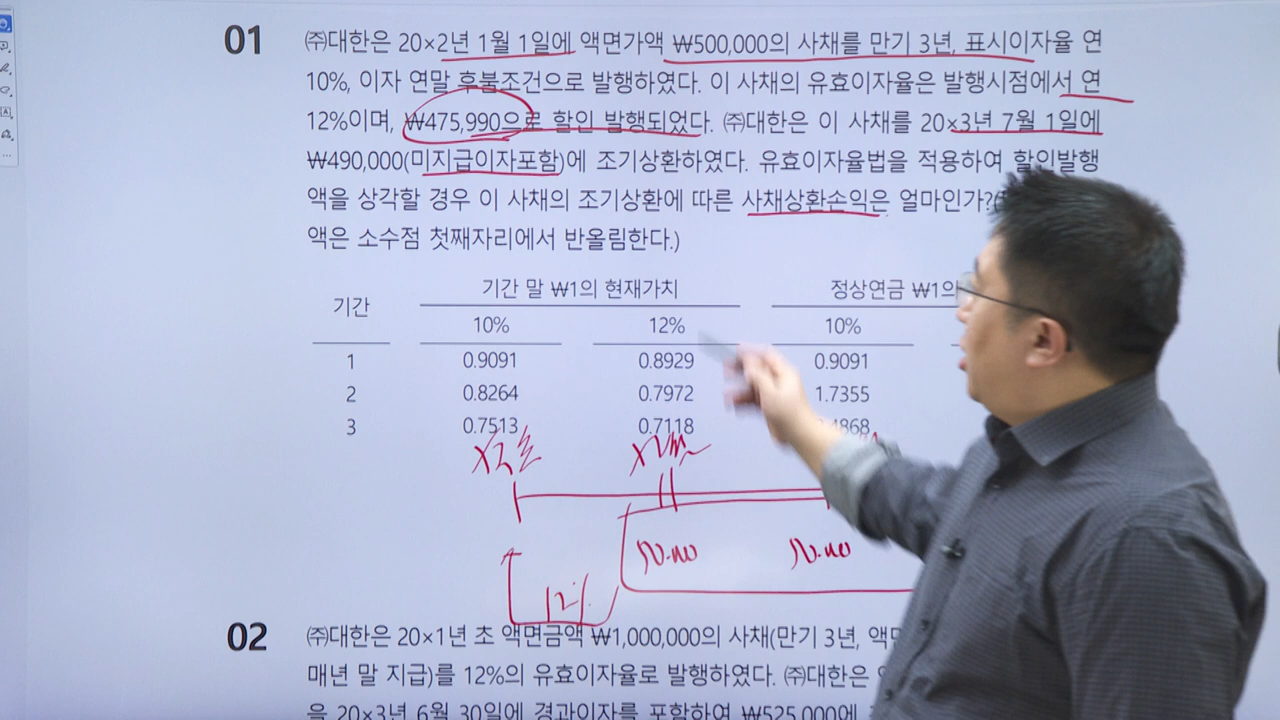 01
㈜대한은 20×2년 1월 1일에 액면가액 ₩500,000의 사채를 만기 3년, 표시이자율 연
10%, 이자 연말 후불조건으로 발행하였다. 이 사채의 유효이자율은 발행시점에서 연
12%이며, ₩475,990으로 할인 발행되었다. ㈜대한은 이 사채를 20×3년 7월 1일에
₩490,000(미지급이자포함)에 조기상환하였다. 유효이자율법을 적용하여 할인발행
액을 상각할 경우 이 사채의 조기상환에 따른 사채상환손익은 얼마인가?(
액은 소수점 첫째자리에서 반올림한다.)
기간 기간 말 ₩1의 현재가치 정상연금 ₩1의
10% 12% 10%
1 0.9091 0.8929 0.9091
2 0.8264 0.7972 1.7355
3 0.7513 0.7118 .4868
50.000 50.000
12%
02
㈜대한은 20×1년 초 액면금액 ₩1,000,000의 사채(만기 3년, 액면
매년 말 지급)를 12%의 유효이자율로 발행하였다. ㈜대한은
을 20×3년 6월 30일에 경과이자를 포함하여 ₩525,000에